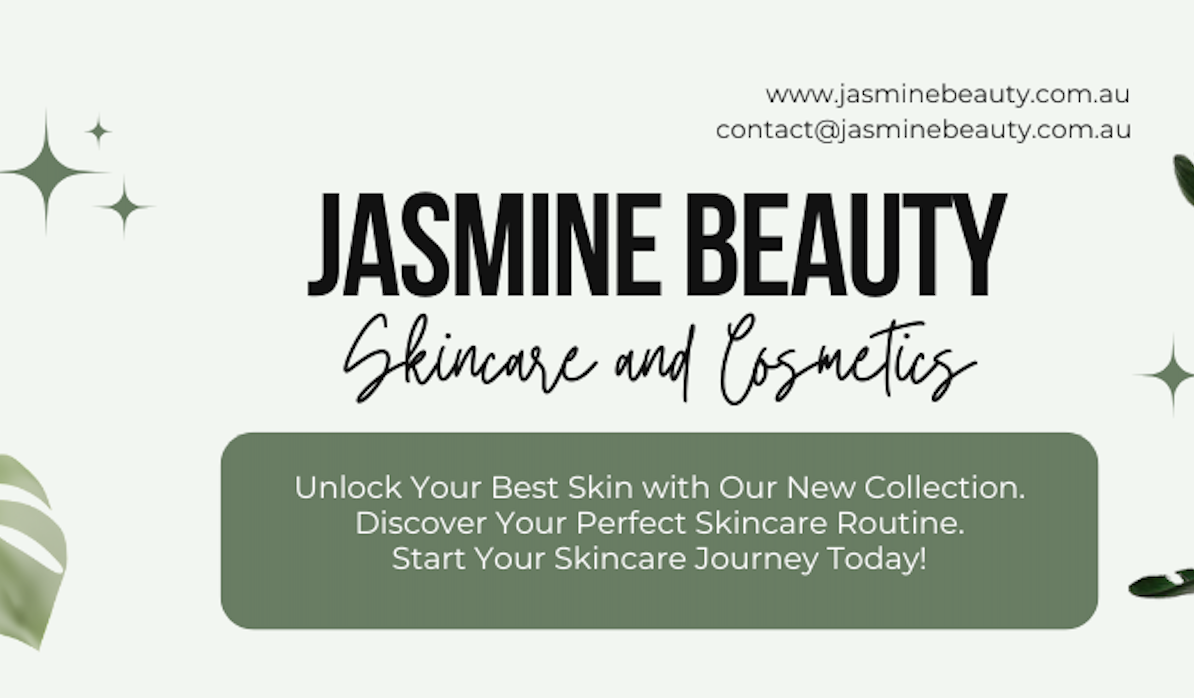 www.jasminebeauty.com.au
contact@jasminebeauty.com.au
JASMINE BEAUTY
Skincare and Cosmetics
Unlock Your Best Skin with Our New Collection.
Discover Your Perfect Skincare Routine.
Start Your Skincare Journey Today!